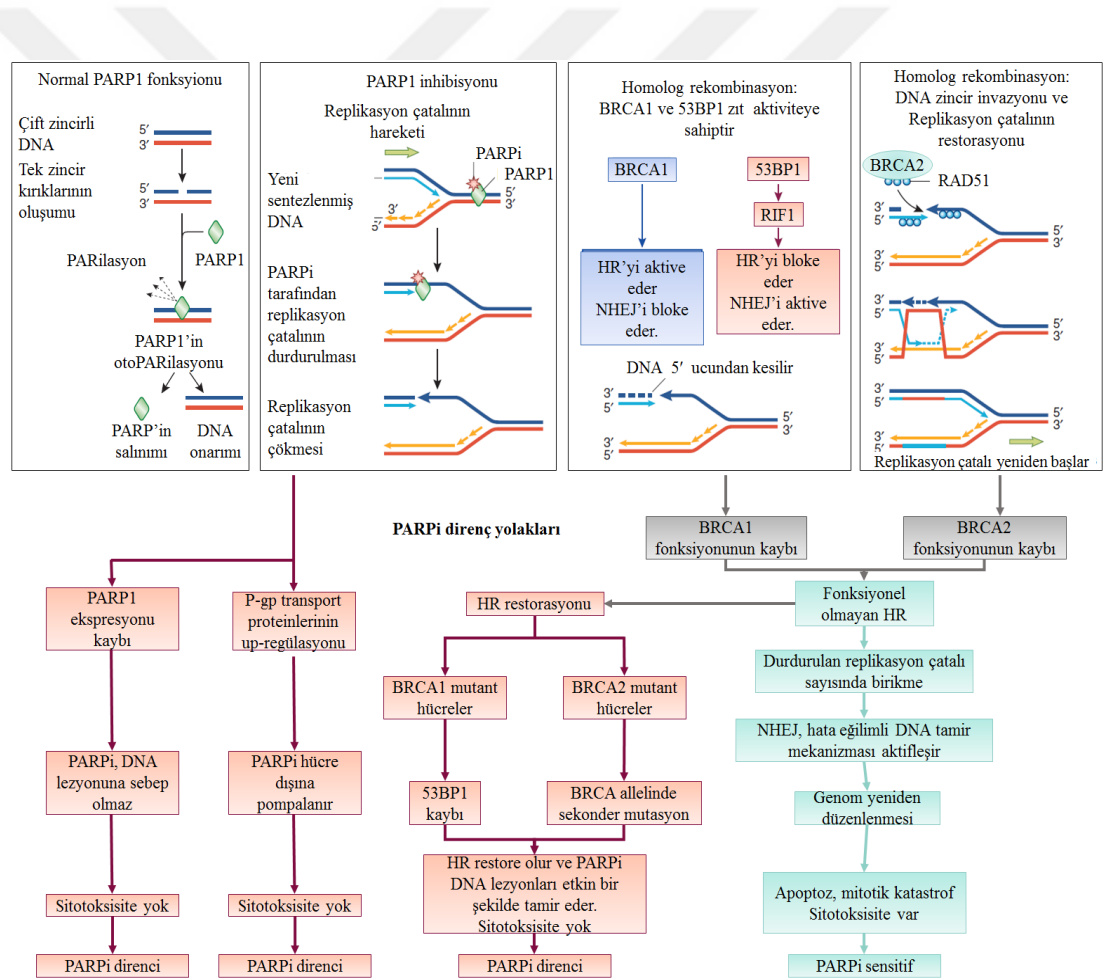 Normal PARP1 fonksyionu
Çift zincirli
DNA
5′
3′
Tek zincir
kırıklarının
oluşumu
5′
3′
PARilasyon
PARP1
PARP1’in
otoPARilasyonu
PARP’in
salınımı
DNA
onarımı
PARP1 inhibisyonu
Replikasyon çatalının
hareketi
PARPi
PARP1
Yeni
sentezlenmiş
DNA
3′
5′
5′
3′
PARPi
tarafından
replikasyon
çatalının
durdurulması
Replikasyon
çatalının
çökmesi
Homolog rekombinasyon:
BRCA1 ve 53BP1 zıt aktiviteye
sahiptir
BRCA1
53BP1
RIF1
HR’yi aktive
eder
NHEJ’i bloke
eder.
HR’yi bloke
eder
NHEJ’i aktive
eder.
DNA 5′ ucundan kesilir
3′
5′
5′
3′
3′
5′
Homolog rekombinasyon:
DNA zincir invazyonu ve
Replikasyon çatalının
restorasyonu
BRCA2
RAD51
3′
5′
5′
3′
3′
5′
3′
5′
5′
3′
3′
5′
3′
5′
5′
3′
3′
5′
Replikasyon çatalı yeniden başlar
PARPi direnç yolakları
BRCA1
fonksiyonunun kaybı
BRCA2
fonksiyonunun kaybı
PARP1
ekspresyonu
kaybı
P-gp transport
proteinlerinin
up-regülasyonu
HR restorasyonu
Fonksiyonel
olmayan HR
BRCA1 mutant
hücreler
BRCA2 mutant
hücreler
Durdurulan replikasyon çatalı
sayısında birikme
PARPi, DNA
lezyonuna sebep
olmaz
PARPi hücre
dışına
pompalanır
53BP1
kaybı
BRCA allelinde
sekonder mutasyon
NHEJ, hata eğilimli DNA tamir
mekanizması aktifleşir
Genom yeniden
düzenlenmesi
HR restore olur ve PARPi
DNA lezyonları etkin bir
şekilde tamir eder.
Sitotoksisite yok
Sitotoksisite yok
Sitotoksisite yok
Apoptoz, mitotik katastrof
Sitotoksisite var
PARPi direnci
PARPi direnci
PARPi direnci
PARPi sensitif